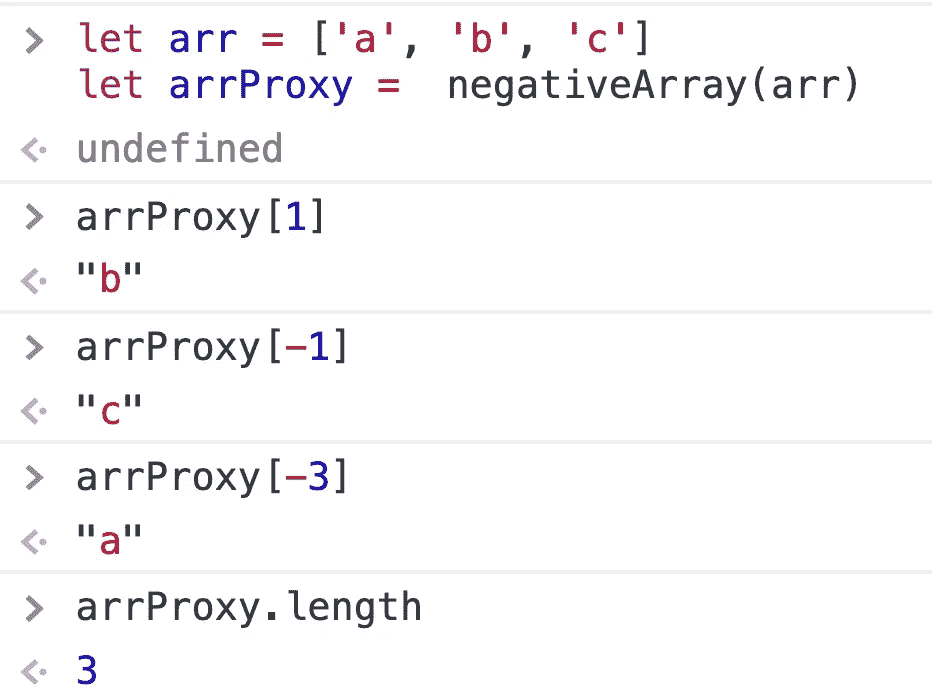 > let arr = ['a', 'b', 'c']
let arrProxy =  negativeArray(arr)
<· undefined
> arrProxy[1]
<· "b"
> arrProxy[-1]
<· "c"
> arrProxy[-3]
<· "a"
> arrProxy.length
<· 3